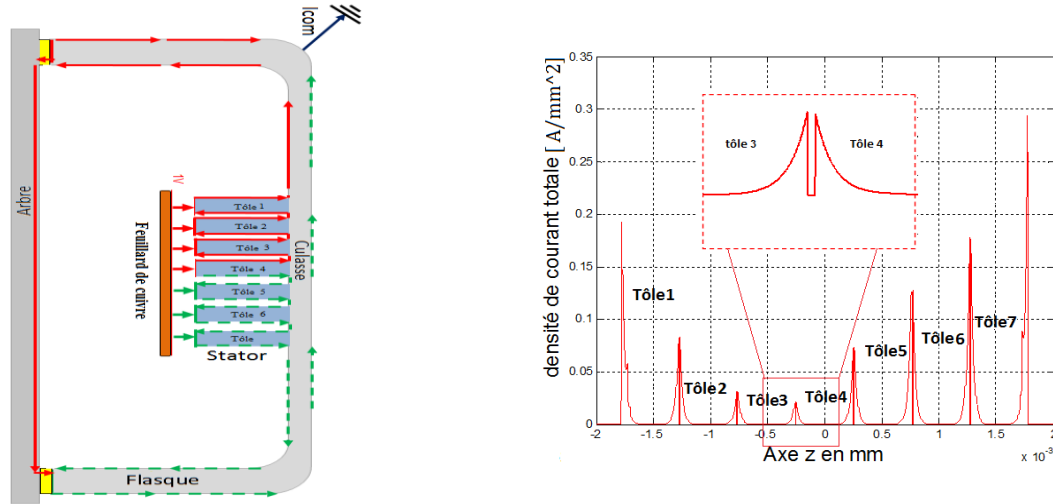 Icom
Arbre
1V
Feuillard de cuivre
Tôle 1
Tôle 2
Tôle 3
Tôle 4
Tôle 5
Tôle 6
Tôle
Stator
Culasse
Flasque
densité de courant totale [ A/mm^2]
0.35
0.3
0.25
0.2
0.15
0.1
0.05
0
tôle 3
Tôle 4
Tôle1
Tôle2
Tôle3
Tôle4
Tôle5
Tôle6
Tôle7
-2 -1.5 -1 -0.5 0 0.5 1 1.5 2
x 10⁻³
Axe z en mm